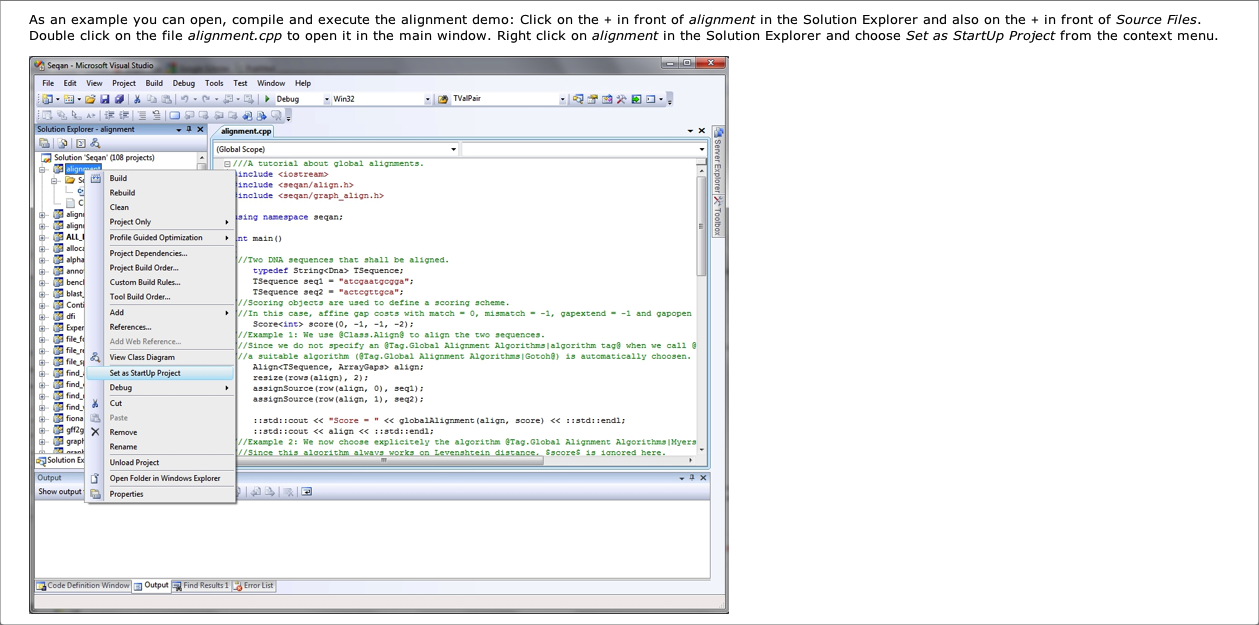 As an example you can open, compile and execute the alignment demo: Click on the + in front of alignment in the Solution Explorer and also on the + in front of Source Files.
Double click on the file alignment.cpp to open it in the main window. Right click on alignment in the Solution Explorer and choose Set as StartUp Project from the context menu.
Seqan - Microsoft Visual Studio
File Edit View Project Build Debug Tools Test Window Help
Debug Win32 TValPair
Solution Explorer - alignment
alignment.cpp
(Global Scope)
Server Explorer
Toolbox
Solution 'Seqan' (108 projects)
alignment
Build
Rebuild
Clean
Project Only
Profile Guided Optimization
Project Dependencies...
Project Build Order...
Custom Build Rules...
Tool Build Order...
Add
References...
Add Web Reference...
View Class Diagram
Set as StartUp Project
Debug
Cut
Paste
Remove
Rename
Unload Project
Open Folder in Windows Explorer
Properties
///A tutorial about global alignments.
include <iostream>
include <seqan/align.h>
include <seqan/graph_align.h>
sing namespace seqan;
nt main()
//Two DNA sequences that shall be aligned.
typedef String<Dna> TSequence;
TSequence seq1 = "atcgaatgcgga";
TSequence seq2 = "actcgttgca";
//Scoring objects are used to define a scoring scheme.
//In this case, affine gap costs with match = 0, mismatch = -1, gapextend = -1 and gapopen
Score<int> score(0, -1, -1, -2);
//Example 1: We use @Class.Align@ to align the two sequences.
//Since we do not specify an @Tag.Global Alignment Algorithms|algorithm tag@ when we call @
//a suitable algorithm (@Tag.Global Alignment Algorithms|Gotoh@) is automatically choosen.
Align<TSequence, ArrayGaps> align;
resize(rows(align), 2);
assignSource(row(align, 0), seq1);
assignSource(row(align, 1), seq2);
::std::cout << "Score = " << globalAlignment(align, score) << ::std::endl;
::std::cout << align << ::std::endl;
//Example 2: We now choose explicitely the algorithm @Tag.Global Alignment Algorithms|Myers
//Since this algorithm always works on Levenshtein distance, $score$ is ignored here.
Solution Ex
Output
Show output
Code Definition Window Output Find Results 1 Error List